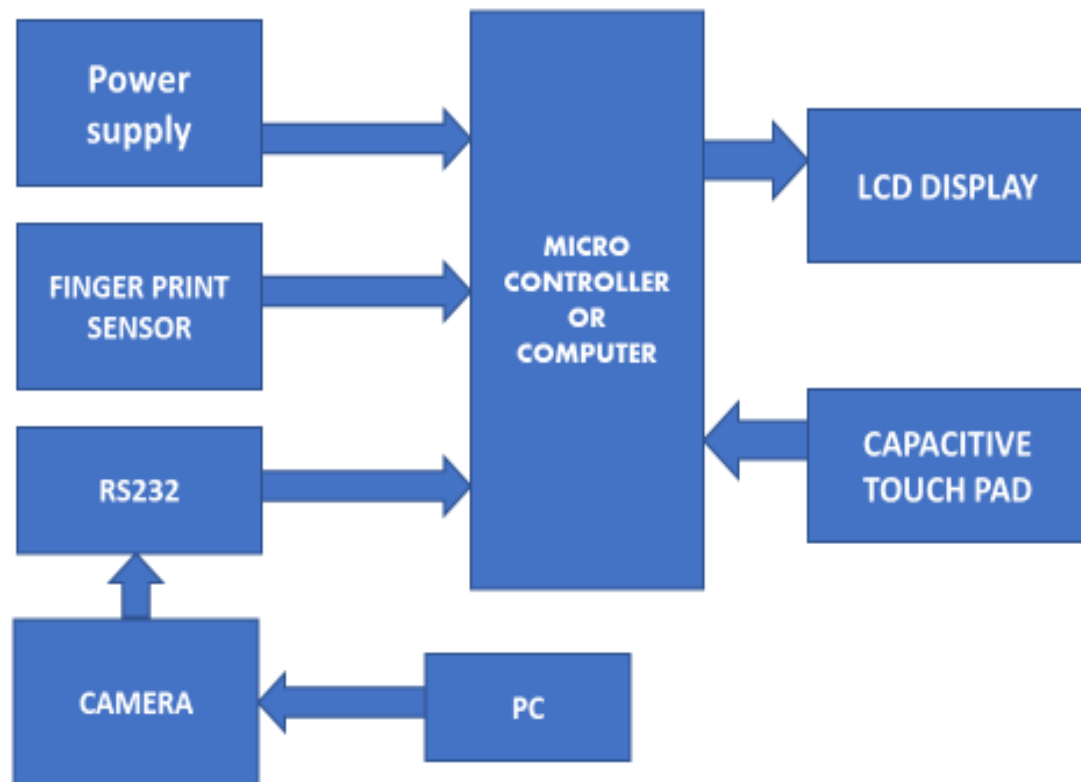 Power
supply
FINGER PRINT
SENSOR
RS232
CAMERA
PC
MICRO
CONTROLLER
OR
COMPUTER
LCD DISPLAY
CAPACITIVE
TOUCH PAD